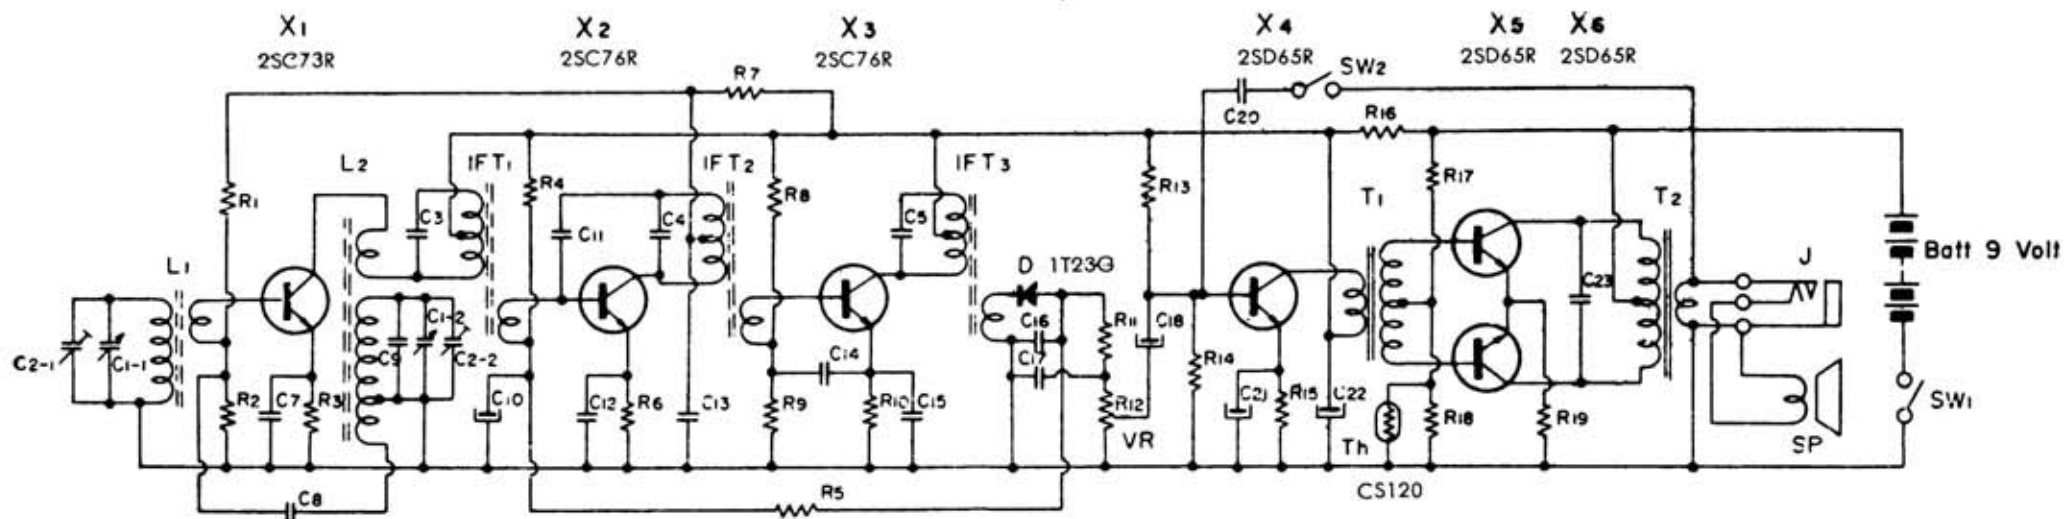 X1 X2 X3 X4 X5 X6
2SC73R 2SC76R 2SC76R 2SD65R 2SD65R 2SD65R
R7 SW2
C20 R16
L2 IFT1 IFT2 IFT3
R1 R4 R8 R13 R17
C3 C11 C4 C5 T1 T2
L1 D 1T23G C23 J Batt 9 Volt
C2-1 C1-1 C9 C1-2 C2-2 C16 R11 C18
C14 C17 R14
R2 C7 R3 C10 C12 R6 C13 R9 R10 C15 R12 C21 R15 C22 R18 R19 SW1
VR Th SP
C8 R5 CS120